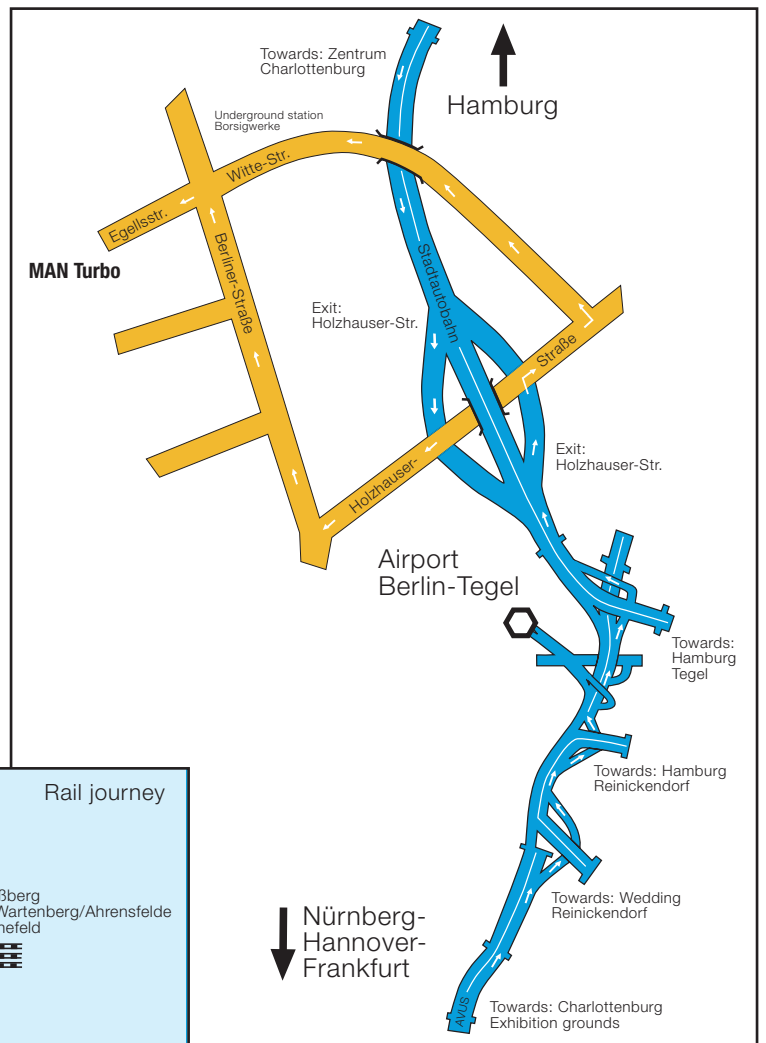 Towards: Zentrum
Charlottenburg
Hamburg
Underground station
Borsigwerke
Witte-Str.
Egellsstr.
MAN Turbo
Berliner-Straße
Stadtautobahn
Exit:
Holzhauser-Str.
Straße
Holzhauser-
Exit:
Holzhauser-Str.
Airport
Berlin-Tegel
Towards:
Hamburg
Tegel
Towards: Hamburg
Reinickendorf
Rail journey
ßberg
Wartenberg/Ahrensfelde
nefeld
Towards: Wedding
Reinickendorf
Nürnberg-
Hannover-
Frankfurt
AVUS
Towards: Charlottenburg
Exhibition grounds